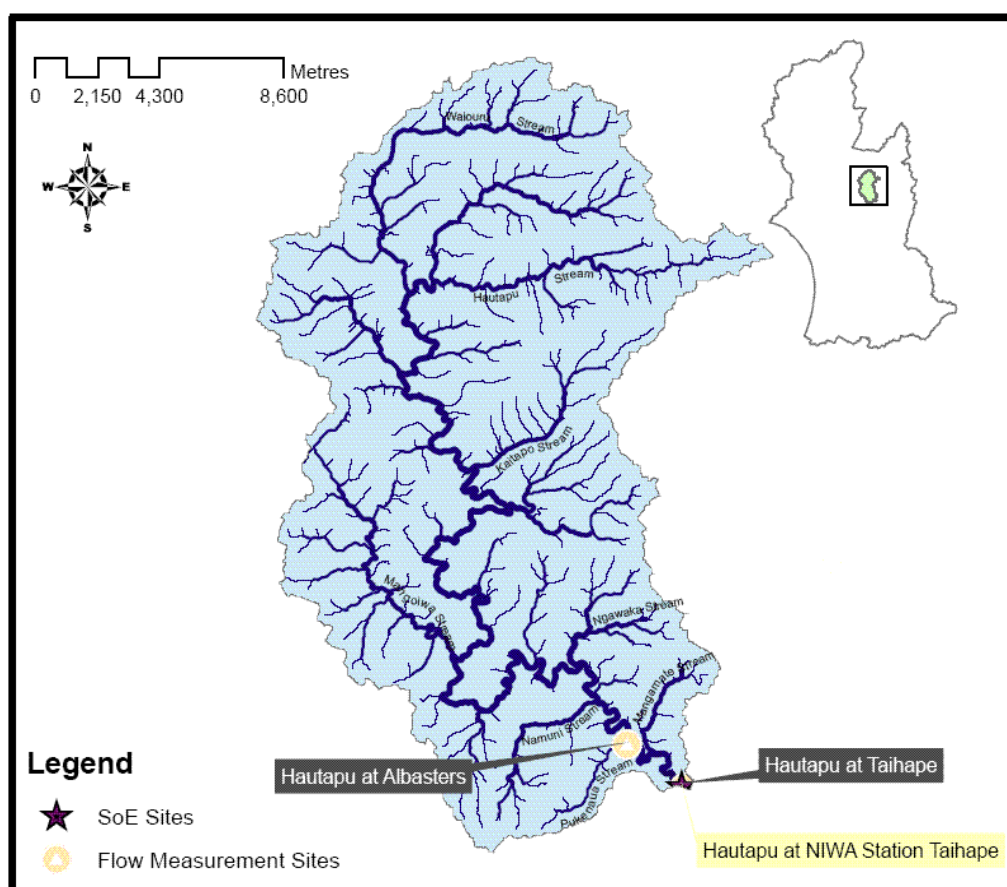 Metres
0 2,150 4,300 8,600
N
W E
S
Waiouru Stream
Hautapu Stream
Kaitapo Stream
Mangoiwa Stream
Ngawaka Stream
Mangamate Stream
Namuni Stream
Pukenaua Stream
Hautapu at Albasters
Hautapu at Taihape
Hautapu at NIWA Station Taihape
Legend
SoE Sites
Flow Measurement Sites